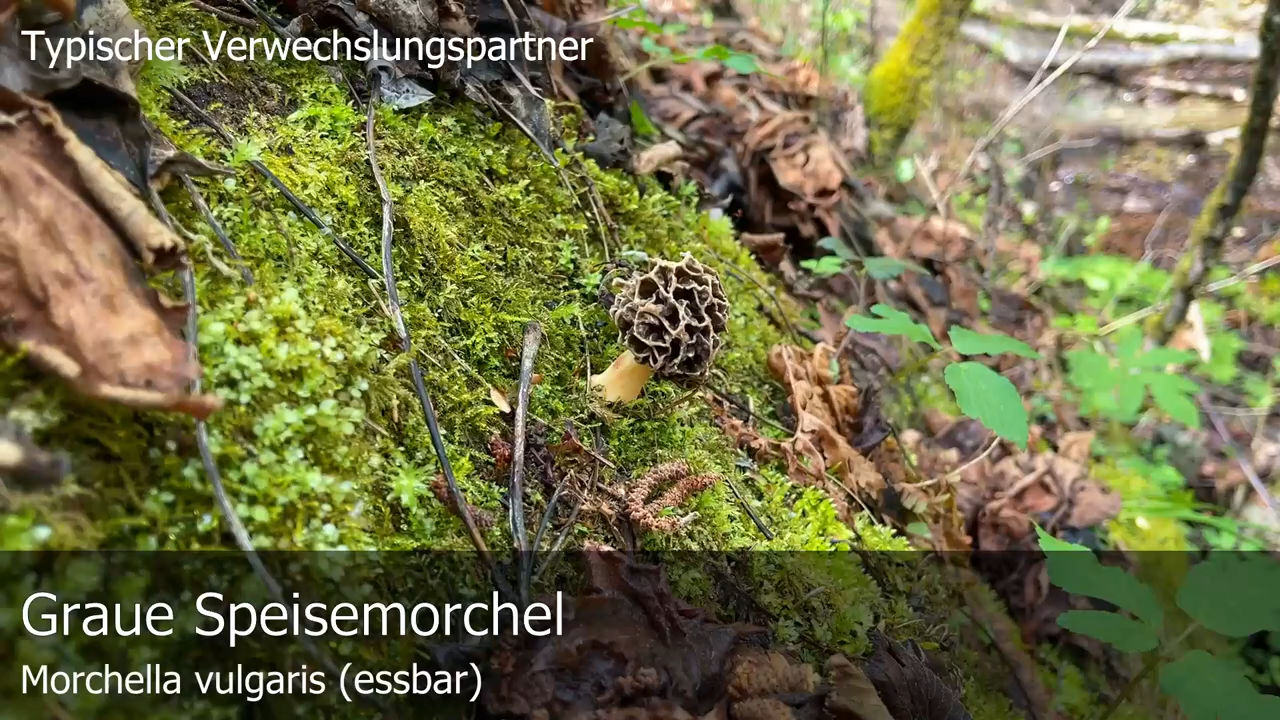 Typischer Verwechslungspartner
Graue Speisemorchel
Morchella vulgaris (essbar)